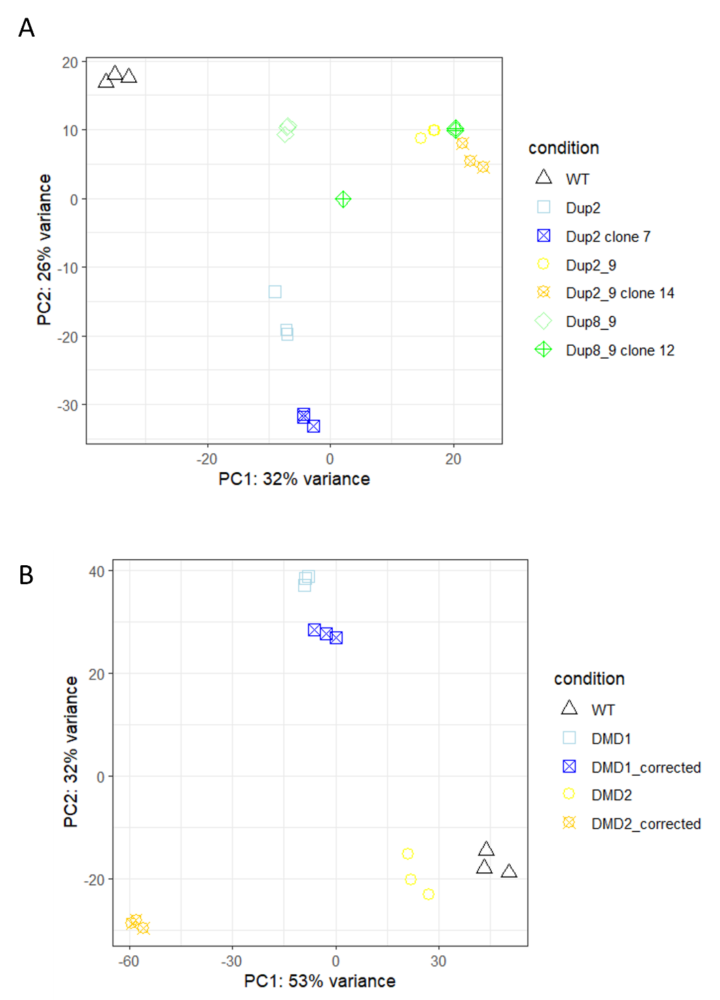 A
20
10
0
-10
-20
-30
PC2: 26% variance
-20
0
20
PC1: 32% variance
condition
WT
Dup2
Dup2 clone 7
Dup2_9
Dup2_9 clone 14
Dup8_9
Dup8_9 clone 12
B
40
20
0
-20
PC2: 32% variance
-60
-30
0
30
PC1: 53% variance
condition
WT
DMD1
DMD1_corrected
DMD2
DMD2_corrected